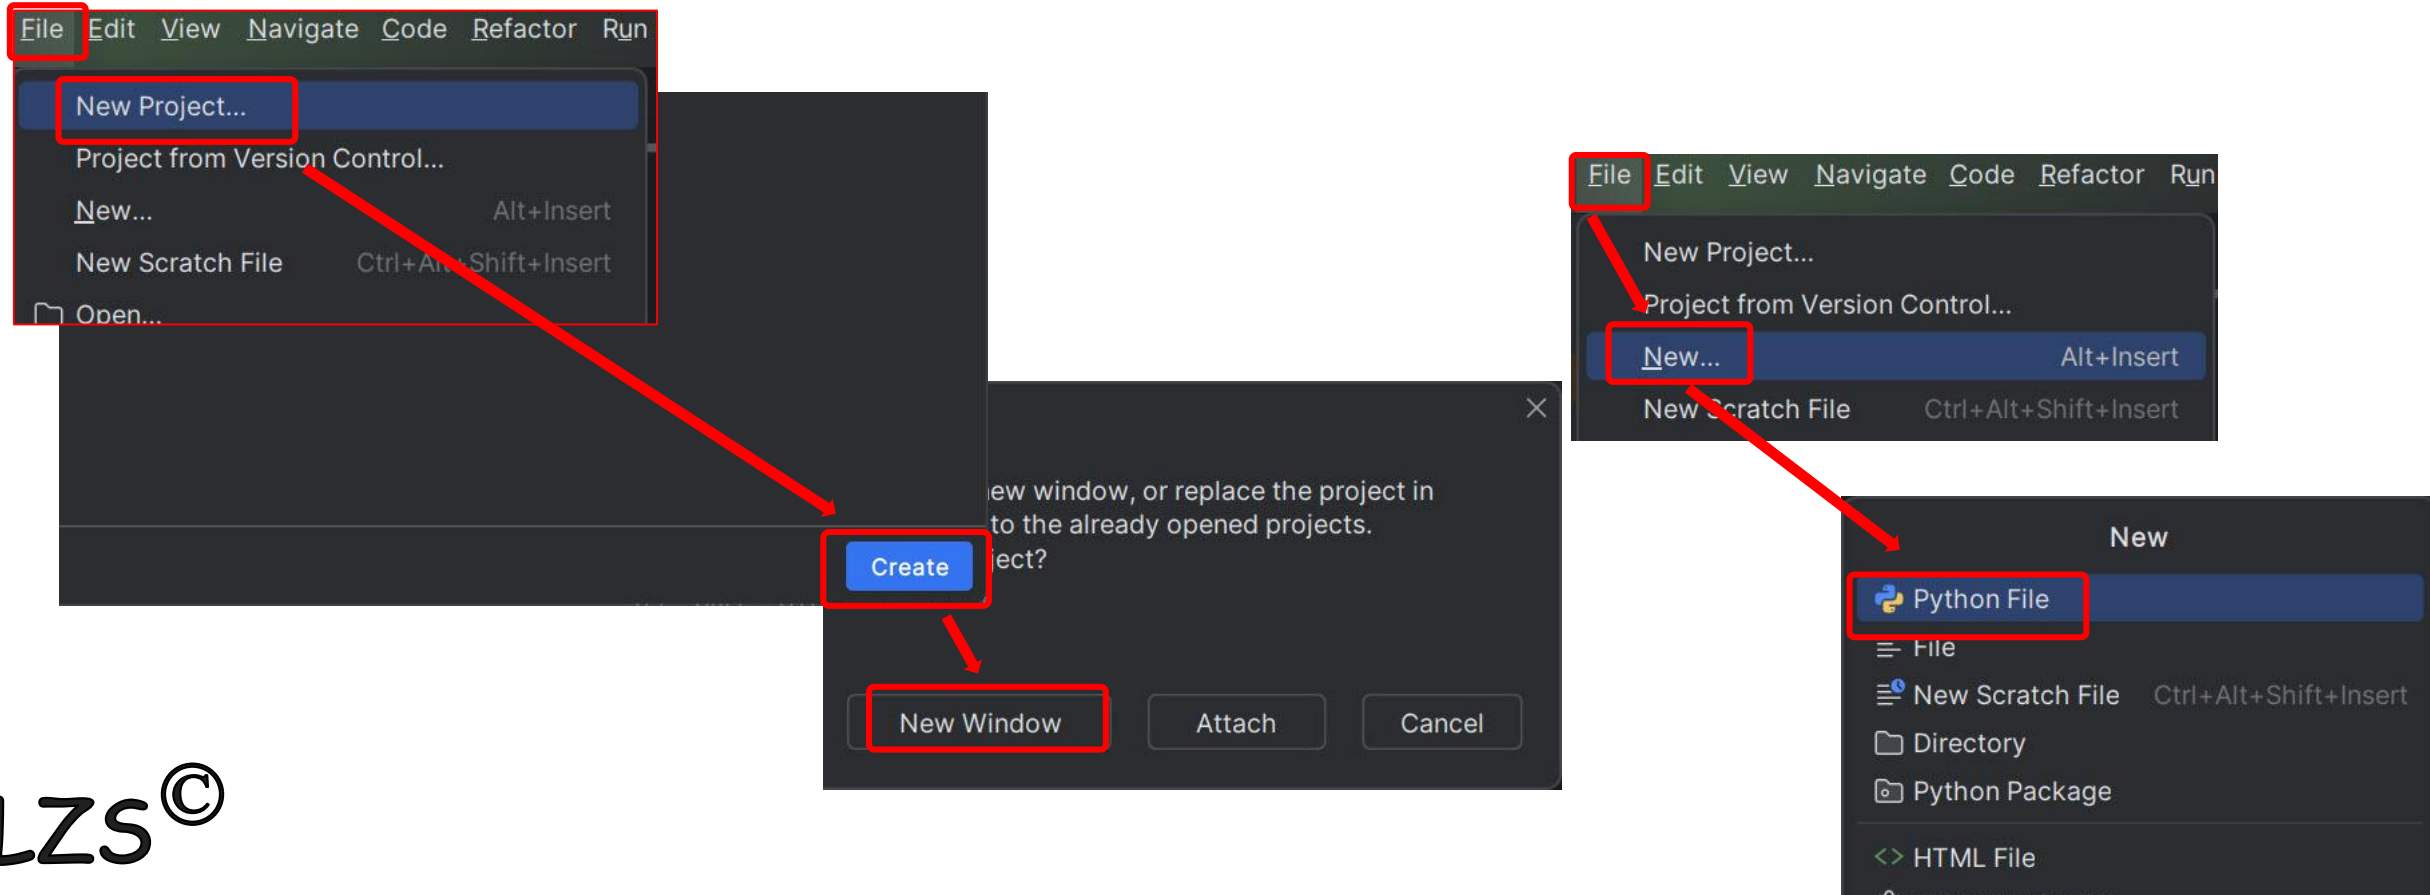 File Edit View Navigate Code Refactor Run
New Project...
Project from Version Control...
New... Alt+Insert
New Scratch File Ctrl+Alt+Shift+Insert
Open...
Create
new window, or replace the project in
to the already opened projects.
ject?
New Window Attach Cancel
File Edit View Navigate Code Refactor Run
New Project...
Project from Version Control...
New... Alt+Insert
New Scratch File Ctrl+Alt+Shift+Insert
New
Python File
File
New Scratch File Ctrl+Alt+Shift+Insert
Directory
Python Package
HTML File
LZS©